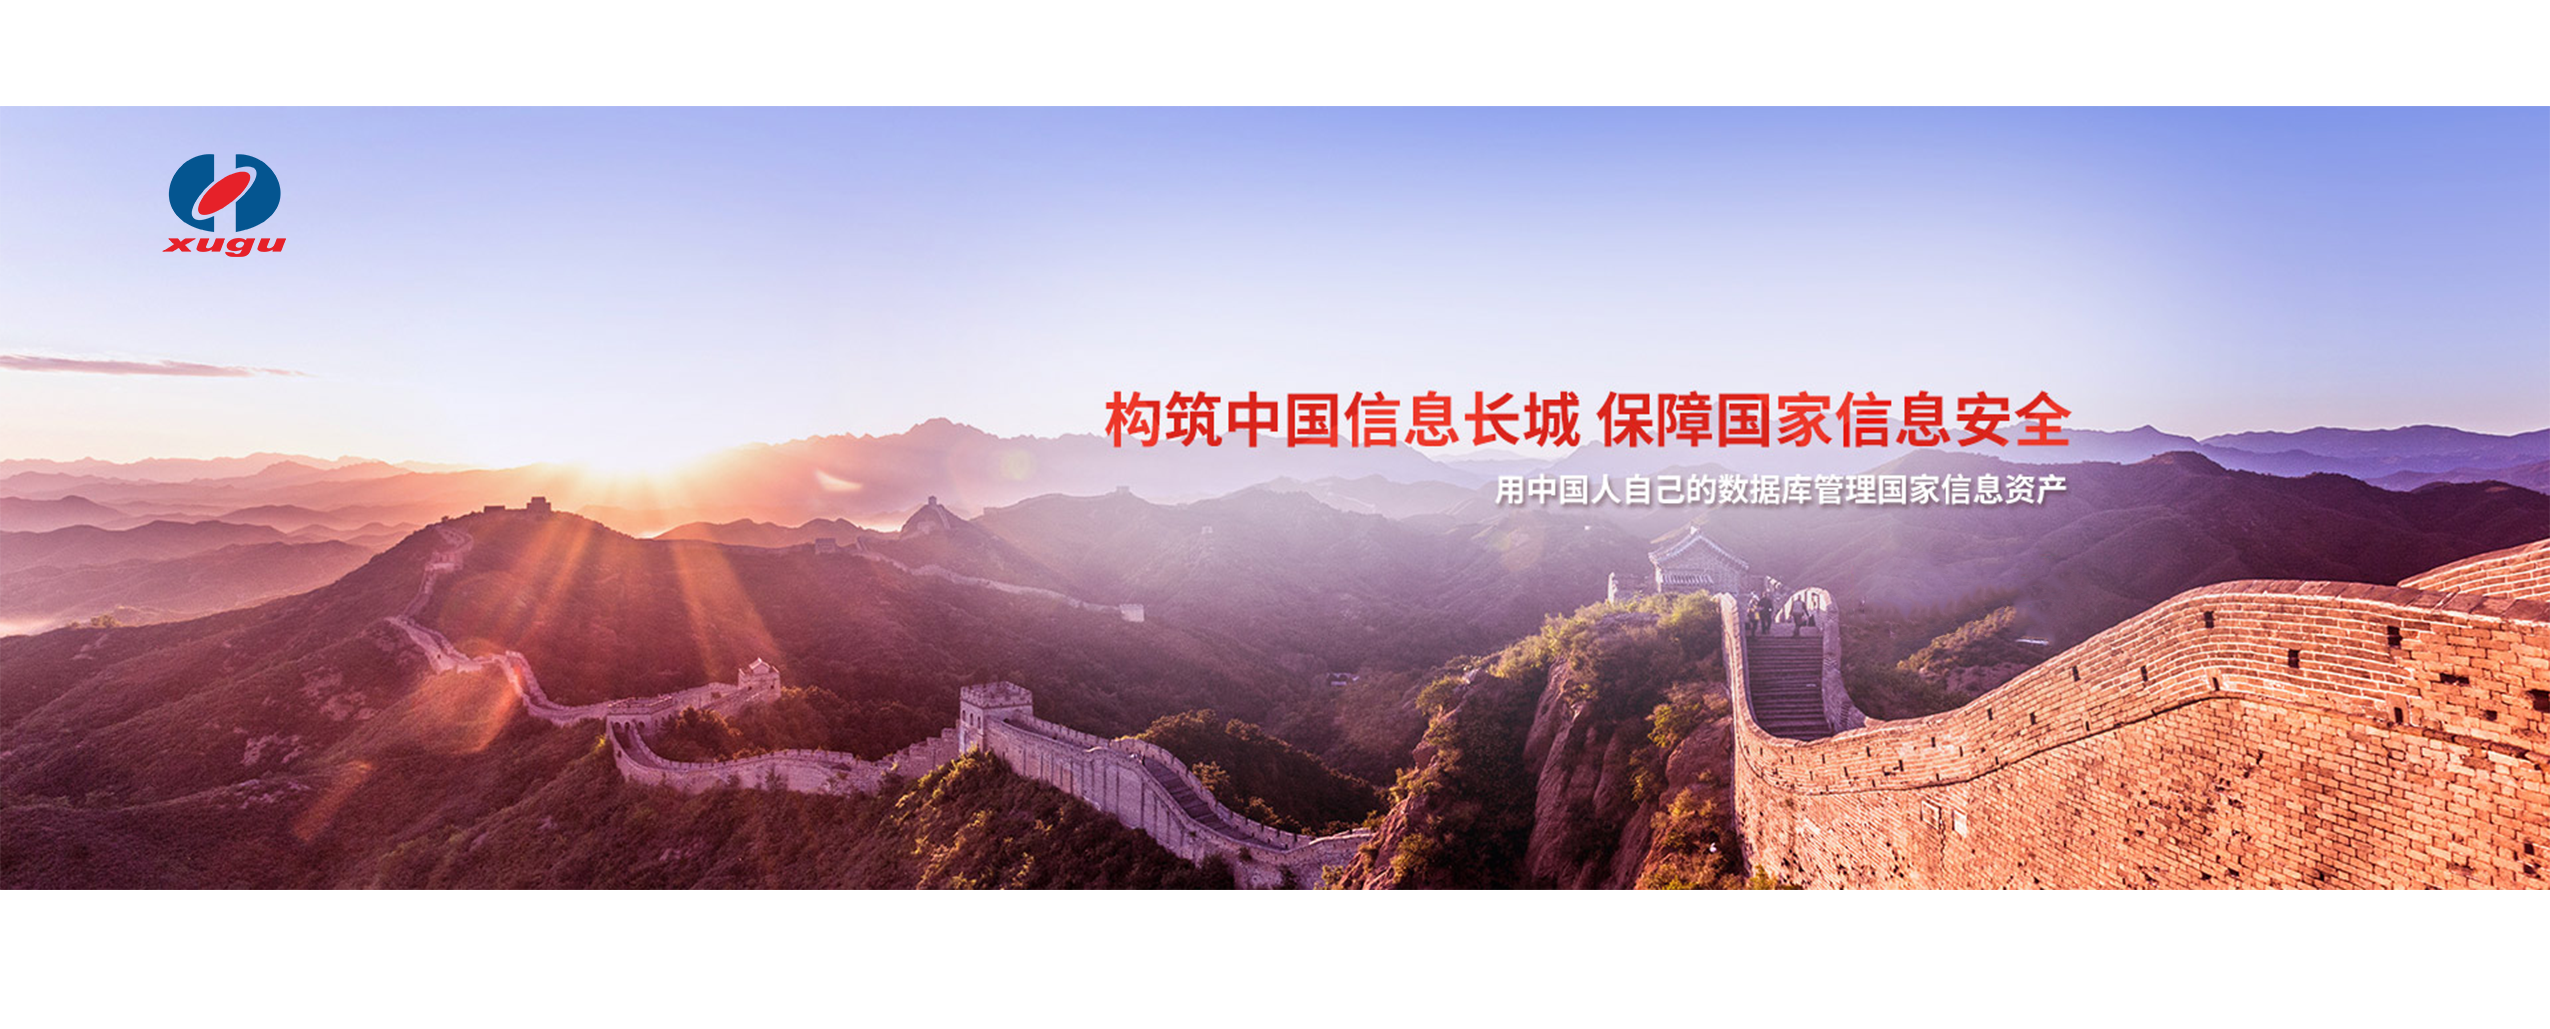 xugu
构筑中国信息长城 保障国家信息安全
用中国人自己的数据库管理国家信息资产